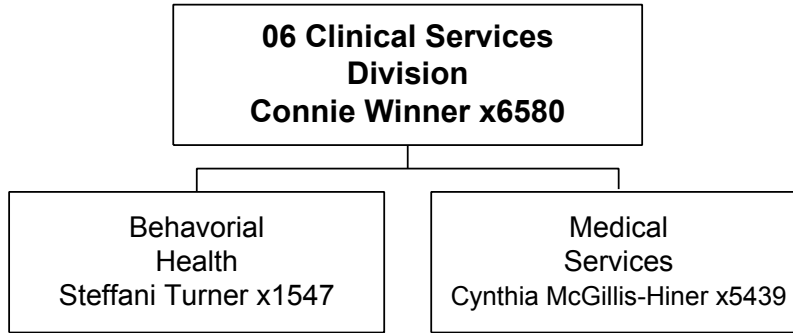 06 Clinical Services
Division
Connie Winner x6580
Behavorial
Health
Steffani Turner x1547
Medical
Services
Cynthia McGillis-Hiner x5439